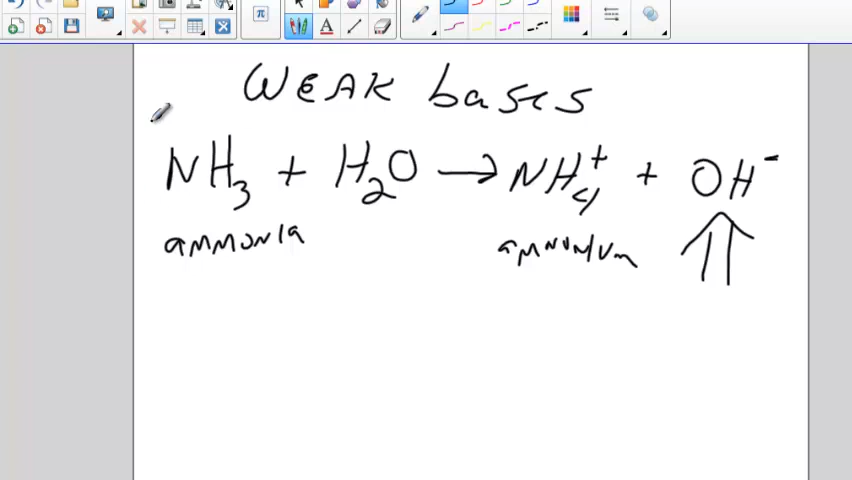 WEAK bases
NH₃ + H₂O → NH₄⁺ + OH⁻
ammonia ammonium